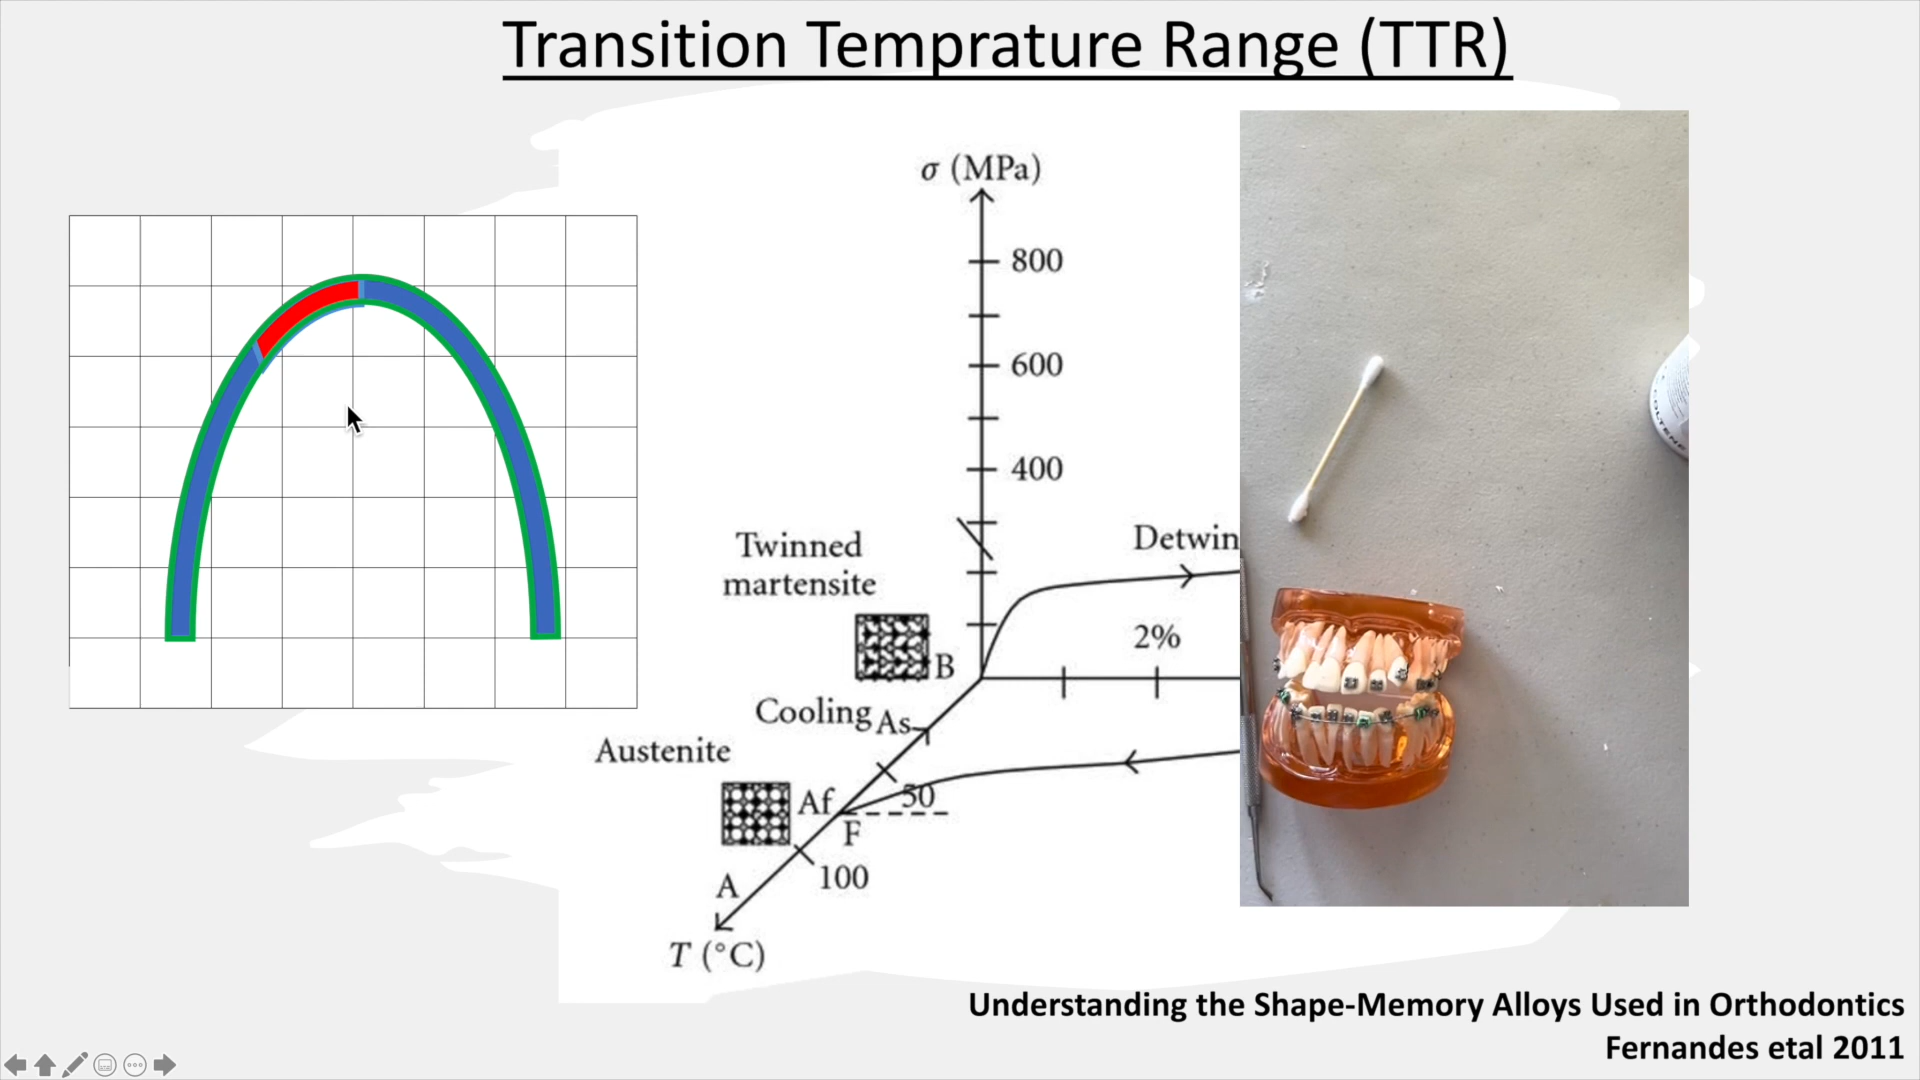 Transition Temprature Range (TTR)
σ (MPa)
800
600
400
Twinned
martensite
Detwin
2%
B
Cooling
As
Austenite
Af
50
F
100
A
T (°C)
COLTENE
Understanding the Shape-Memory Alloys Used in Orthodontics
Fernandes etal 2011